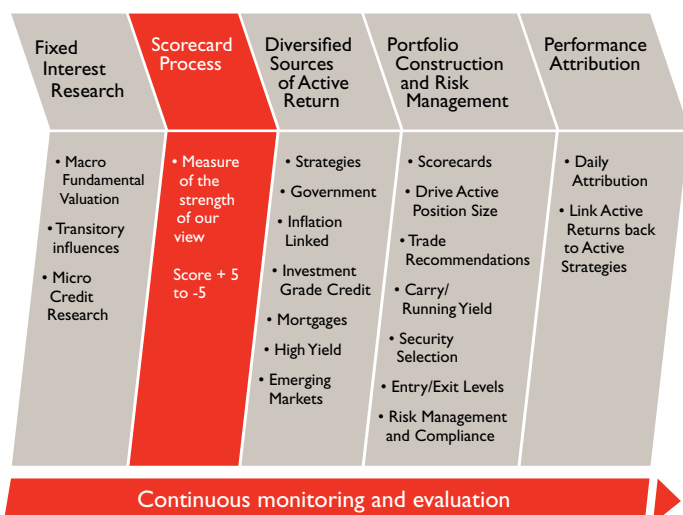 Fixed
Interest
Research
Scorecard
Process
Diversified
Sources
of Active
Return
Portfolio
Construction
and Risk
Management
Performance
Attribution
• Macro
Fundamental
Valuation
• Transitory
influences
• Micro
Credit
Research
• Measure
of the
strength
of our
view
Score + 5
to -5
• Strategies
• Government
• Inflation
Linked
• Investment
Grade Credit
• Mortgages
• High Yield
• Emerging
Markets
• Scorecards
• Drive Active
Position Size
• Trade
Recommendations
• Carry/
Running Yield
• Security
Selection
• Entry/Exit Levels
• Risk Management
and Compliance
• Daily
Attribution
• Link Active
Returns back
to Active
Strategies
Continuous monitoring and evaluation